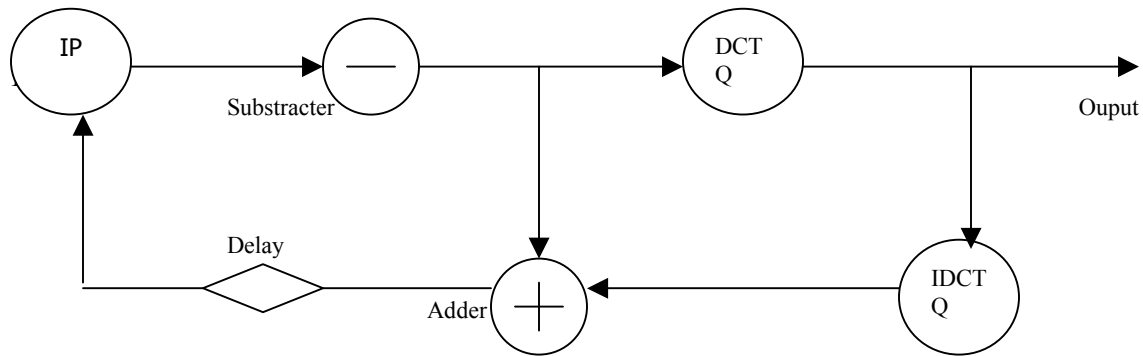 IP
DCT
Q
Substracter
Ouput
Delay
IDCT
Q
Adder